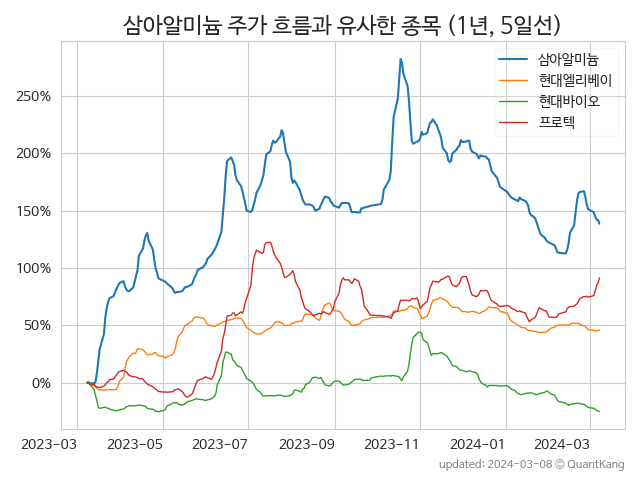 삼아알미늄 주가 흐름과 유사한 종목 (1년, 5일선)
삼아알미늄
현대엘리베이
현대바이오
프로텍
250%
200%
150%
100%
50%
0%
2023-03 2023-05 2023-07 2023-09 2023-11 2024-01 2024-03
updated: 2024-03-08 © QuantKang